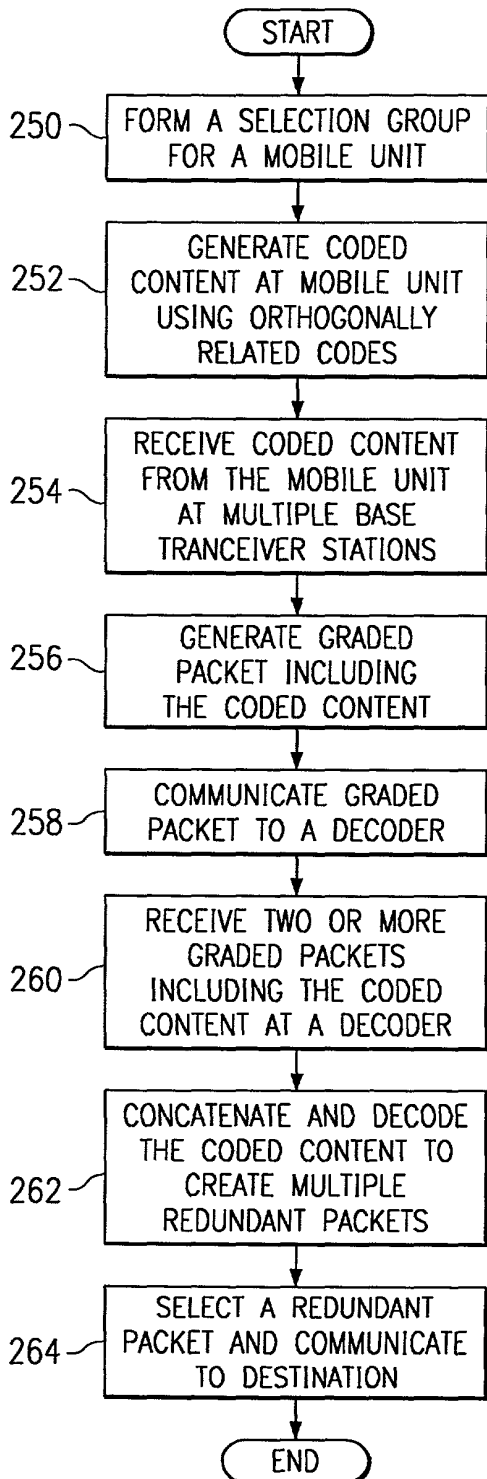 START
250
FORM A SELECTION GROUP
FOR A MOBILE UNIT
252
GENERATE CODED
CONTENT AT MOBILE UNIT
USING ORTHOGONALLY
RELATED CODES
254
RECEIVE CODED CONTENT
FROM THE MOBILE UNIT
AT MULTIPLE BASE
TRANCEIVER STATIONS
256
GENERATE GRADED
PACKET INCLUDING
THE CODED CONTENT
258
COMMUNICATE GRADED
PACKET TO A DECODER
260
RECEIVE TWO OR MORE
GRADED PACKETS
INCLUDING THE CODED
CONTENT AT A DECODER
262
CONCATENATE AND DECODE
THE CODED CONTENT TO
CREATE MULTIPLE
REDUNDANT PACKETS
264
SELECT A REDUNDANT
PACKET AND COMMUNICATE
TO DESTINATION
END